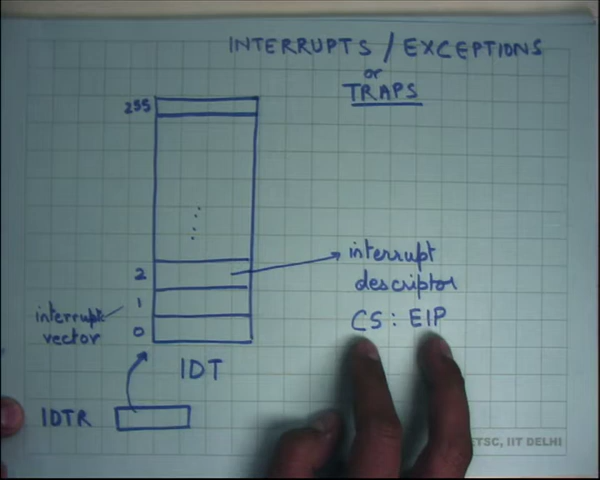 INTERRUPTS / EXCEPTIONS
or
TRAPS
255
2
interrupt
descriptor
1
interrupt
vector
CS: EIP
0
IDT
IDTR
ETSC, IIT DELHI